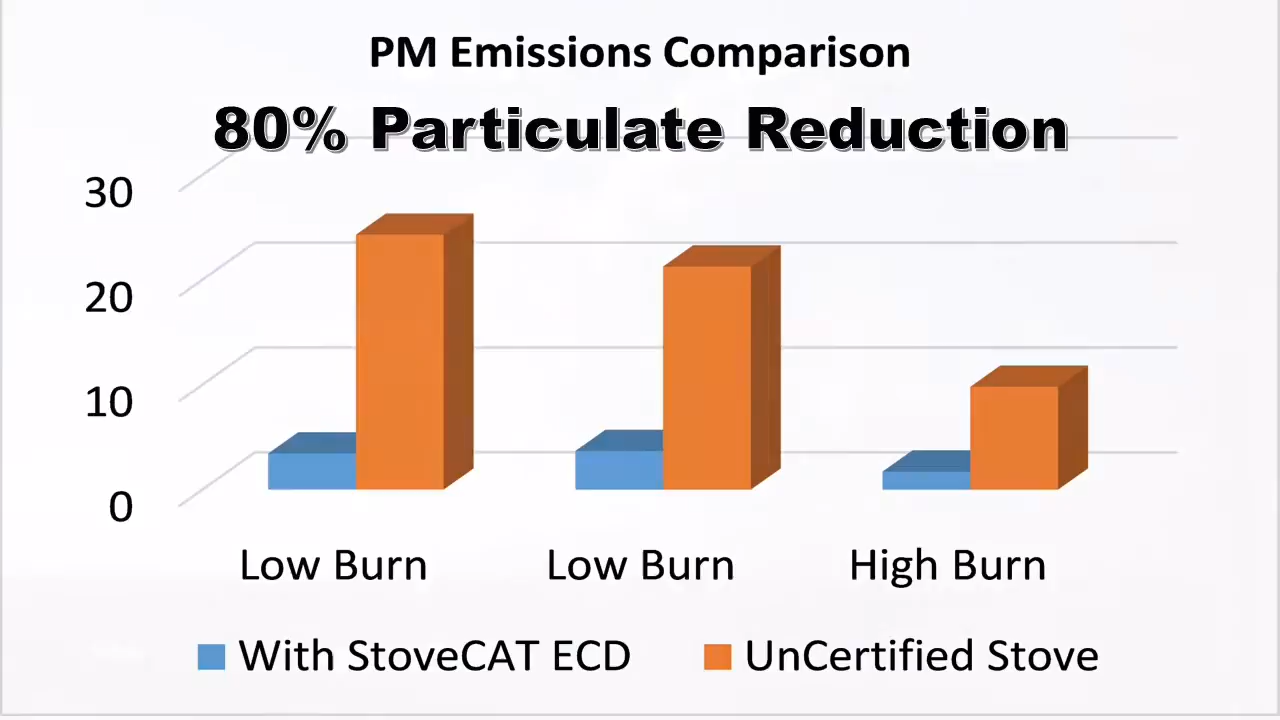 PM Emissions Comparison
80% Particulate Reduction
30
20
10
0
Low Burn Low Burn High Burn
With StoveCAT ECD UnCertified Stove